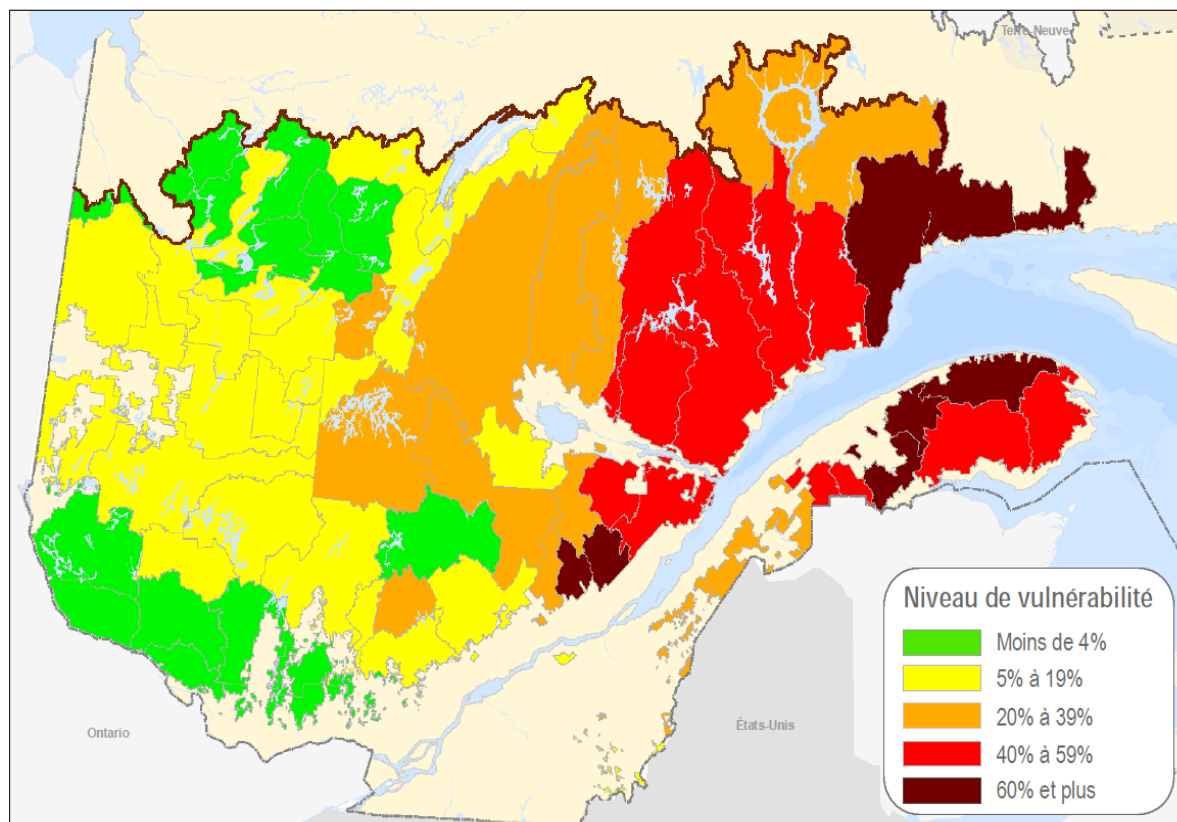 Terre-Neuve
Ontario
États-Unis
Niveau de vulnérabilité
Moins de 4%
5% à 19%
20% à 39%
40% à 59%
60% et plus